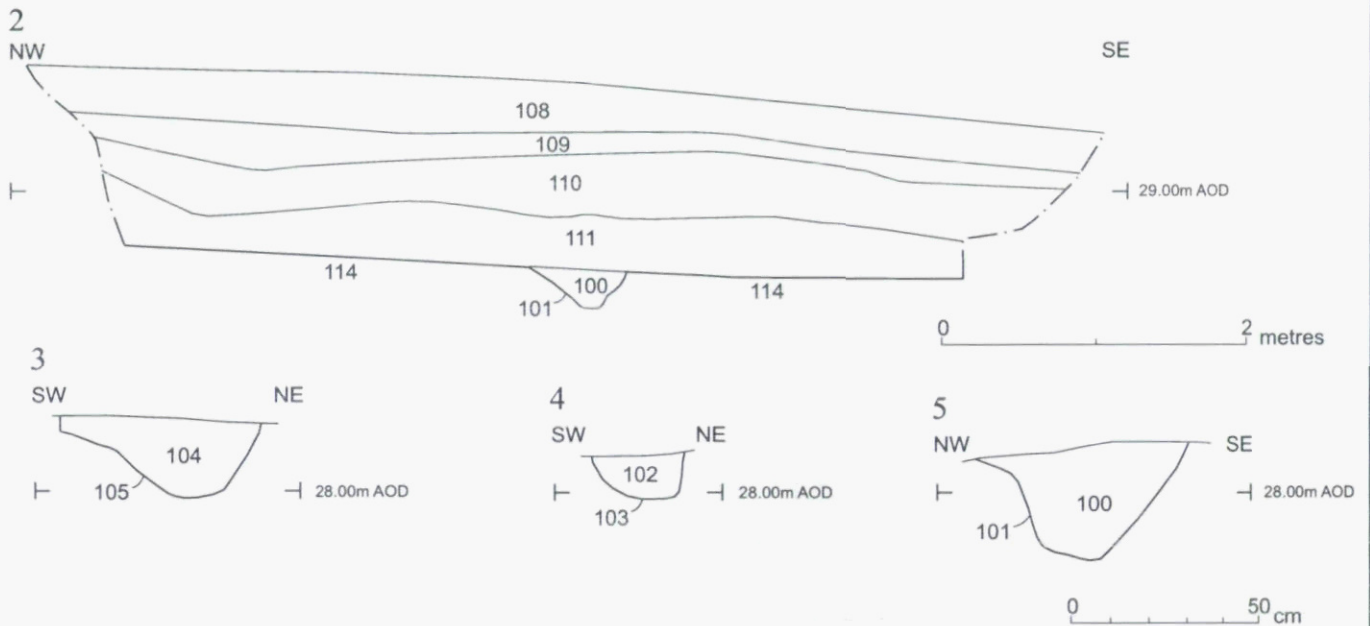 2
NW SE
108
109
110
29.00m AOD
111
114 100 114
101
0 2 metres
3
SW NE
104
105 28.00m AOD
4
SW NE
102
28.00m AOD
103
5
NW SE
100
28.00m AOD
101
0 50 cm